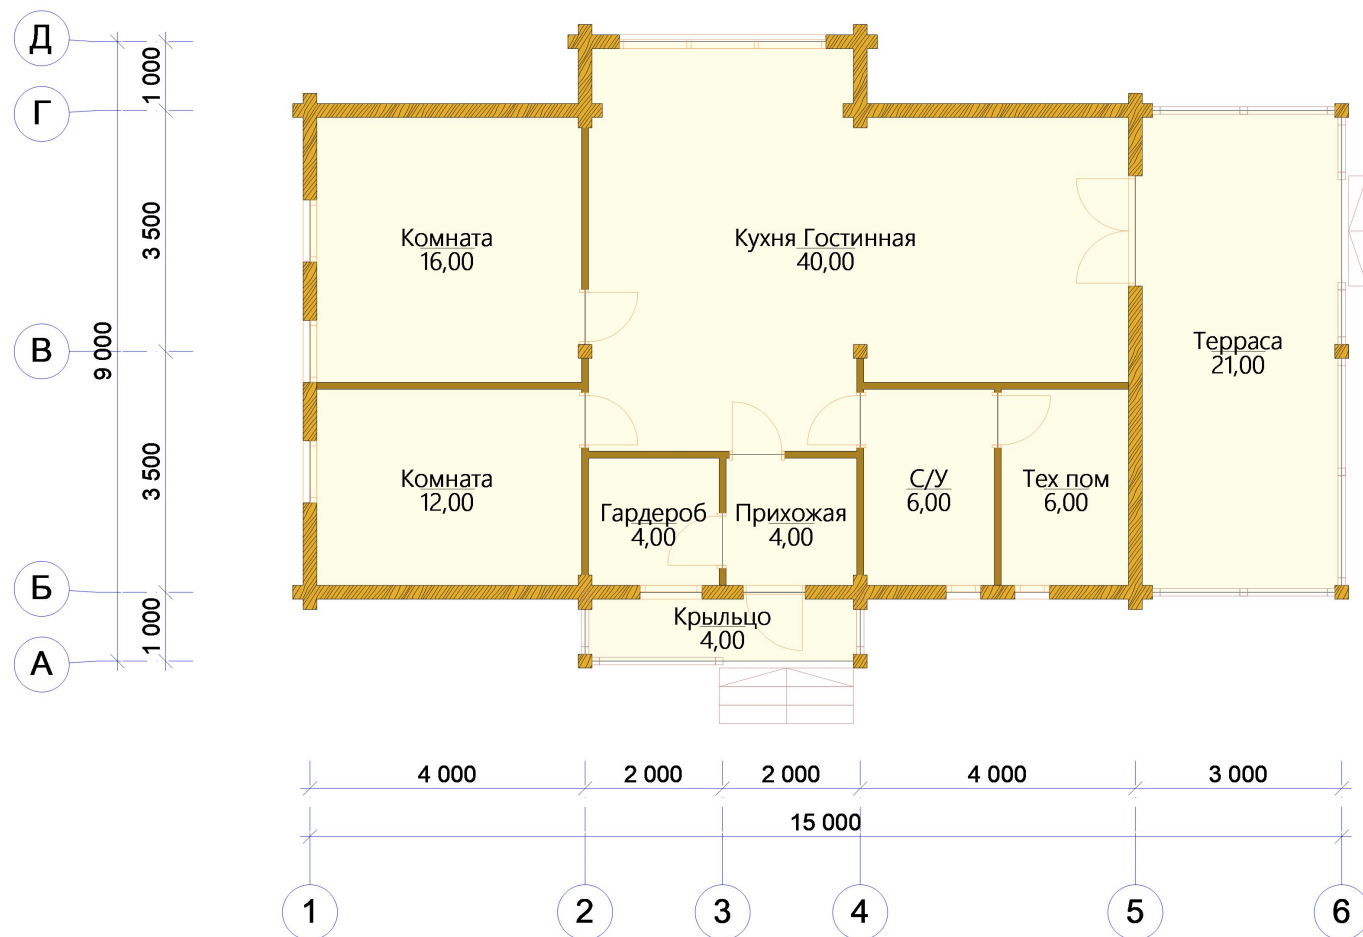 Д
1 000
Г
3 500
Комната
16,00
Кухня Гостинная
40,00
В
9 000
Терраса
21,00
3 500
Комната
12,00
С/У
6,00
Тех пом
6,00
Гардероб
4,00
Прихожая
4,00
Б
1 000
Крыльцо
4,00
А
4 000
2 000
2 000
4 000
3 000
15 000
1
2
3
4
5
6